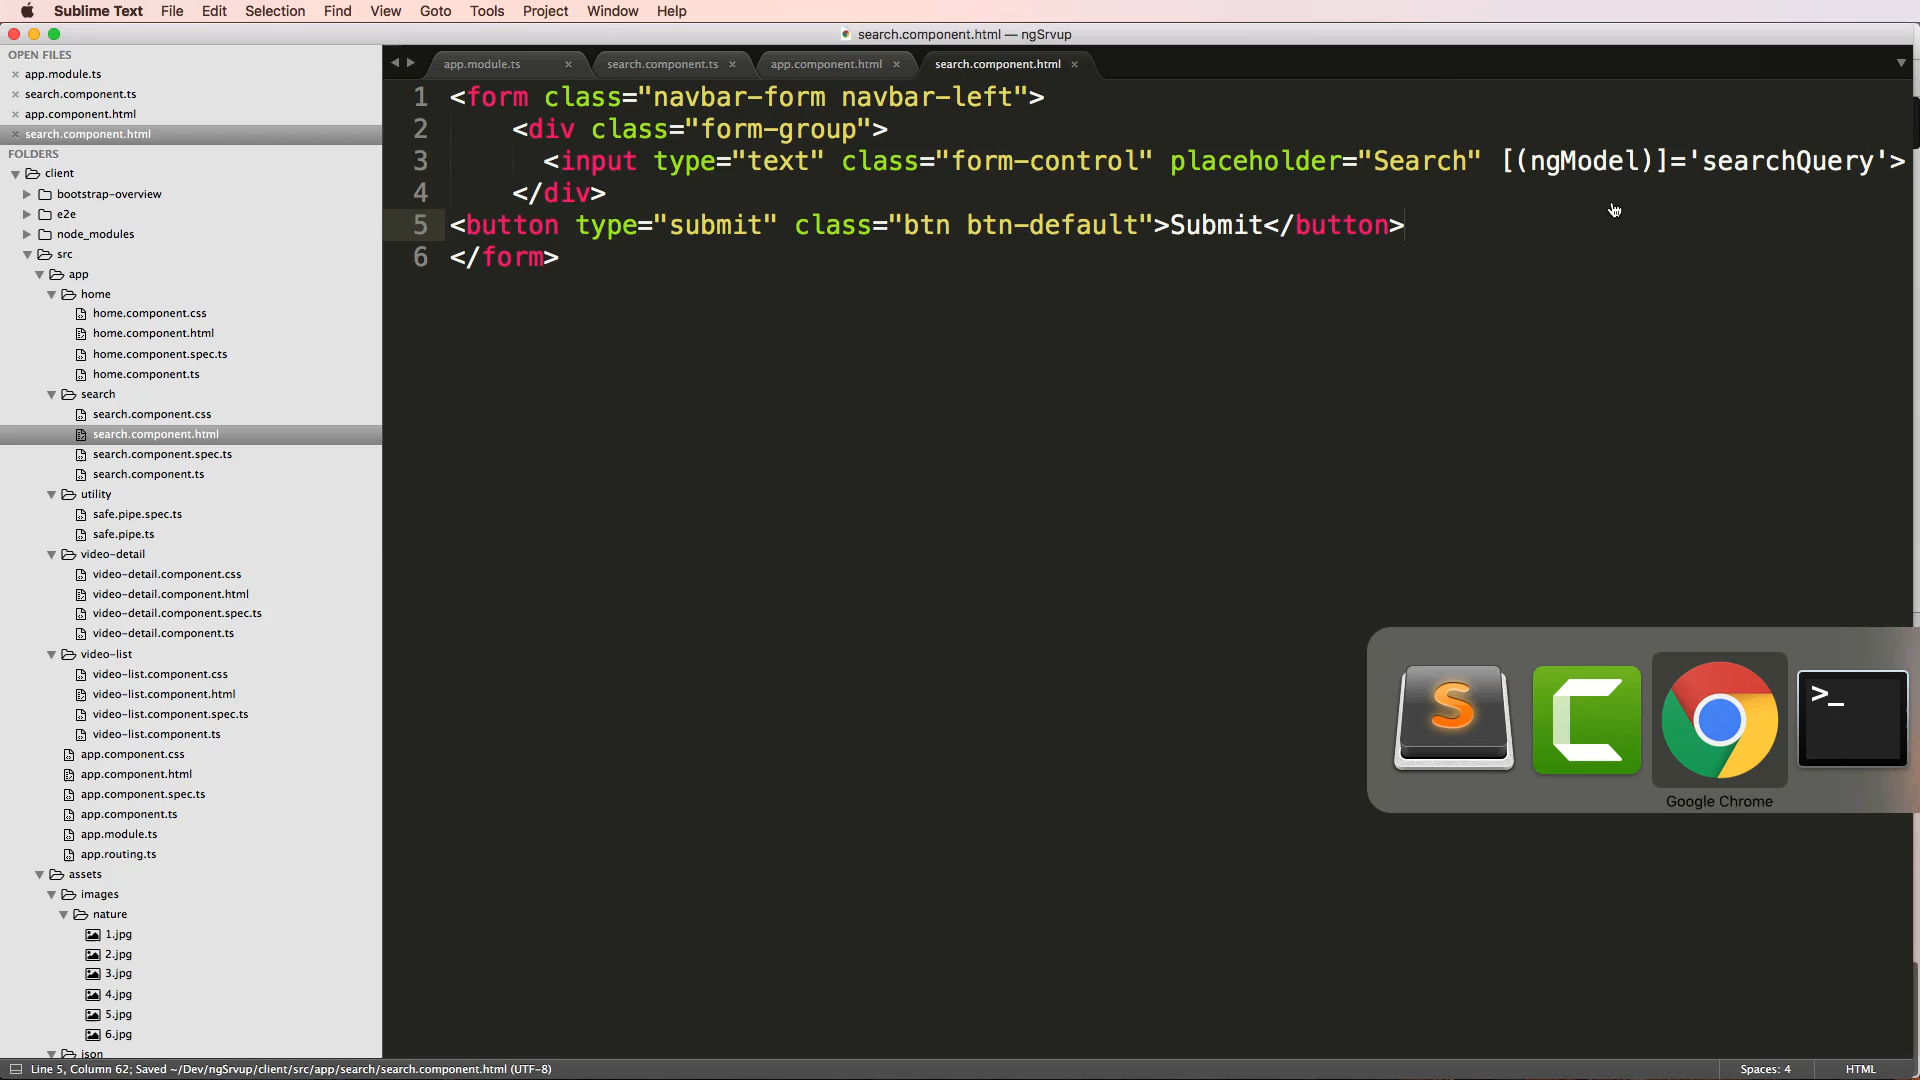 Sublime Text File Edit Selection Find View Goto Tools Project Window Help
search.component.html — ngSrvup
OPEN FILES
app.module.ts
search.component.ts
app.component.html
search.component.html
FOLDERS
client
bootstrap-overview
e2e
node_modules
src
app
home
home.component.css
home.component.html
home.component.spec.ts
home.component.ts
search
search.component.css
search.component.html
search.component.spec.ts
search.component.ts
utility
safe.pipe.spec.ts
safe.pipe.ts
video-detail
video-detail.component.css
video-detail.component.html
video-detail.component.spec.ts
video-detail.component.ts
video-list
video-list.component.css
video-list.component.html
video-list.component.spec.ts
video-list.component.ts
app.component.css
app.component.html
app.component.spec.ts
app.component.ts
app.module.ts
app.routing.ts
assets
images
nature
1.jpg
2.jpg
3.jpg
4.jpg
5.jpg
6.jpg
json
app.module.ts search.component.ts app.component.html search.component.html
1 <form class="navbar-form navbar-left">
2 <div class="form-group">
3 <input type="text" class="form-control" placeholder="Search" [(ngModel)]='searchQuery'>
4 </div>
5 <button type="submit" class="btn btn-default">Submit</button>
6 </form>
S
>_
Google Chrome
Line 5, Column 62; Saved ~/Dev/ngSrvup/client/src/app/search/search.component.html (UTF-8) Spaces: 4 HTML